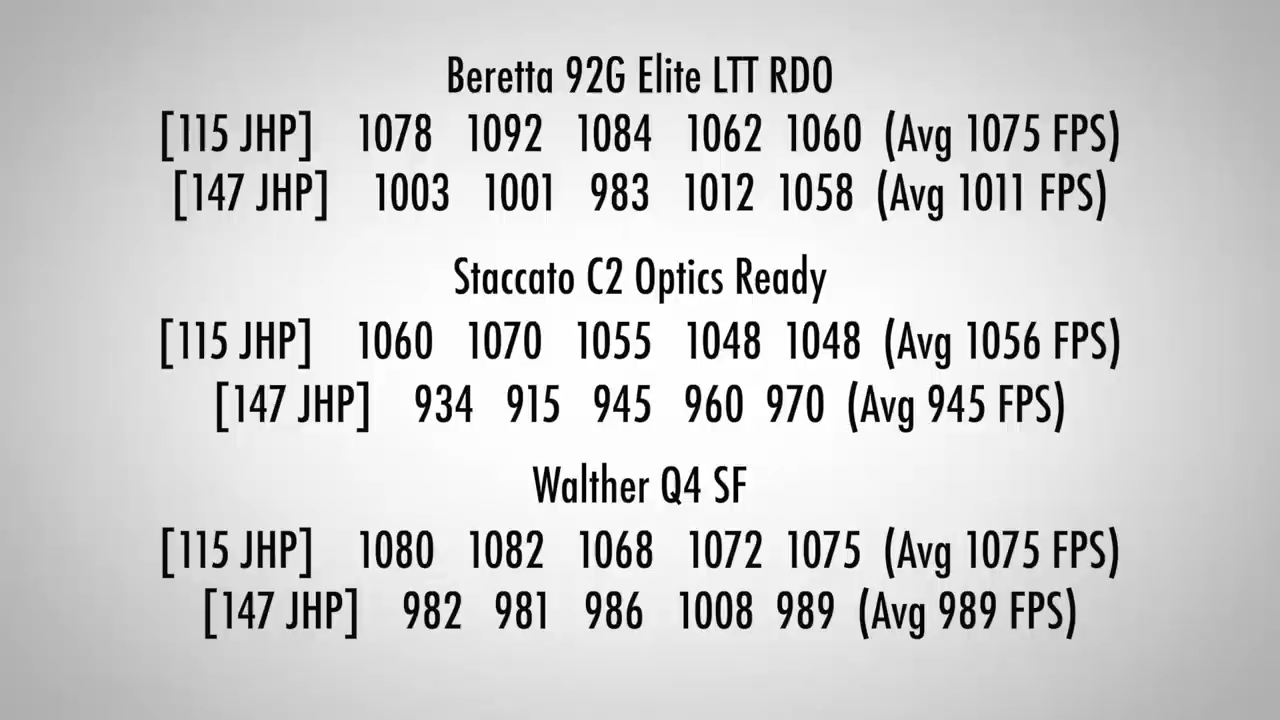 Beretta 92G Elite LTT RDO
[115 JHP] 1078 1092 1084 1062 1060 (Avg 1075 FPS)
[147 JHP] 1003 1001 983 1012 1058 (Avg 1011 FPS)
Staccato C2 Optics Ready
[115 JHP] 1060 1070 1055 1048 1048 (Avg 1056 FPS)
[147 JHP] 934 915 945 960 970 (Avg 945 FPS)
Walther Q4 SF
[115 JHP] 1080 1082 1068 1072 1075 (Avg 1075 FPS)
[147 JHP] 982 981 986 1008 989 (Avg 989 FPS)